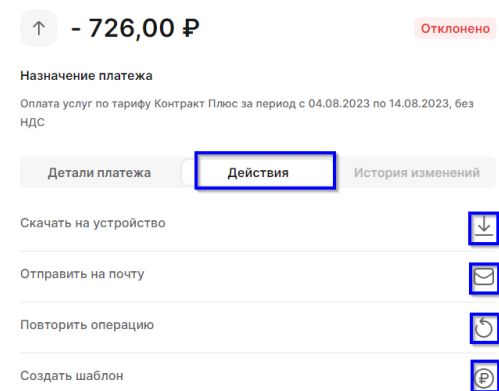 - 726,00 ₽
Отклонено
Назначение платежа
Оплата услуг по тарифу Контракт Плюс за период с 04.08.2023 по 14.08.2023, без
НДС
Детали платежа Действия История изменений
Скачать на устройство
Отправить на почту
Повторить операцию
Создать шаблон